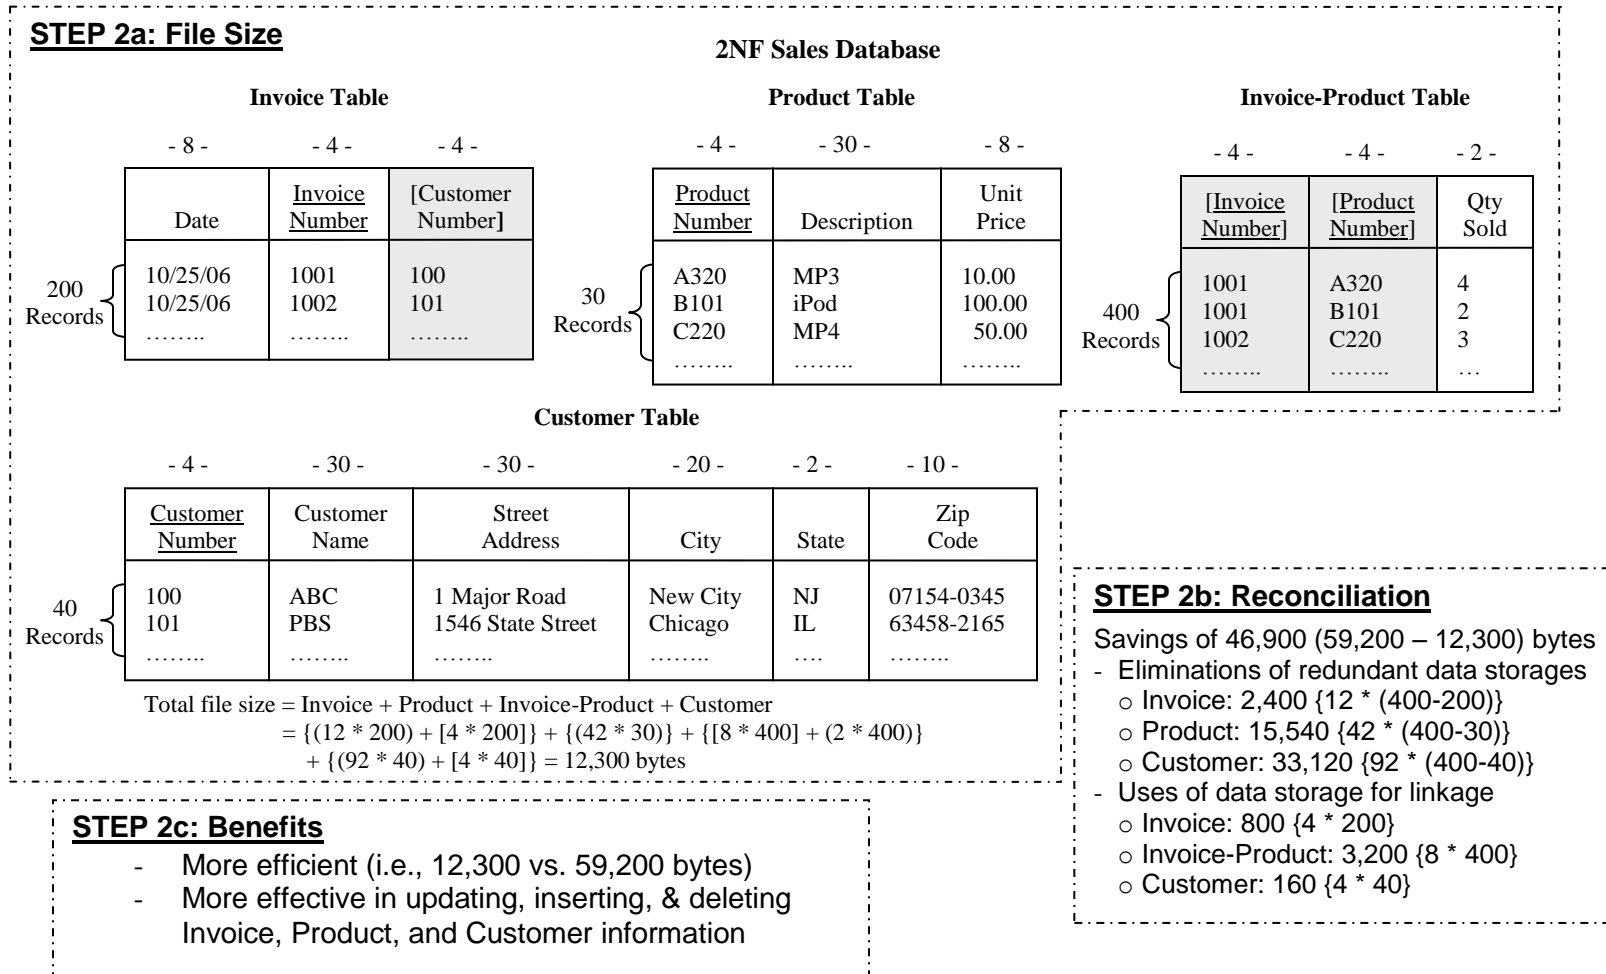 STEP 2a: File Size
2NF Sales Database
Invoice Table
- 8 - - 4 - - 4 -
Date Invoice Number [Customer Number]
200 Records
10/25/06 1001 100
10/25/06 1002 101
…….. …….. ……..
Product Table
- 4 - - 30 - - 8 -
Product Number Description Unit Price
30 Records
A320 MP3 10.00
B101 iPod 100.00
C220 MP4 50.00
…….. …….. ……..
Invoice-Product Table
- 4 - - 4 - - 2 -
[Invoice Number] [Product Number] Qty Sold
400 Records
1001 A320 4
1001 B101 2
1002 C220 3
…….. …….. …
Customer Table
- 4 - - 30 - - 30 - - 20 - - 2 - - 10 -
Customer Number Customer Name Street Address City State Zip Code
40 Records
100 ABC 1 Major Road New City NJ 07154-0345
101 PBS 1546 State Street Chicago IL 63458-2165
…….. …….. …….. …….. …. ……..
Total file size = Invoice + Product + Invoice-Product + Customer
= {(12 * 200) + [4 * 200]} + {(42 * 30)} + {[8 * 400] + (2 * 400)}
+ {(92 * 40) + [4 * 40]} = 12,300 bytes
STEP 2b: Reconciliation
Savings of 46,900 (59,200 – 12,300) bytes
- Eliminations of redundant data storages
o Invoice: 2,400 {12 * (400-200)}
o Product: 15,540 {42 * (400-30)}
o Customer: 33,120 {92 * (400-40)}
- Uses of data storage for linkage
o Invoice: 800 {4 * 200}
o Invoice-Product: 3,200 {8 * 400}
o Customer: 160 {4 * 40}
STEP 2c: Benefits
- More efficient (i.e., 12,300 vs. 59,200 bytes)
- More effective in updating, inserting, & deleting
Invoice, Product, and Customer information